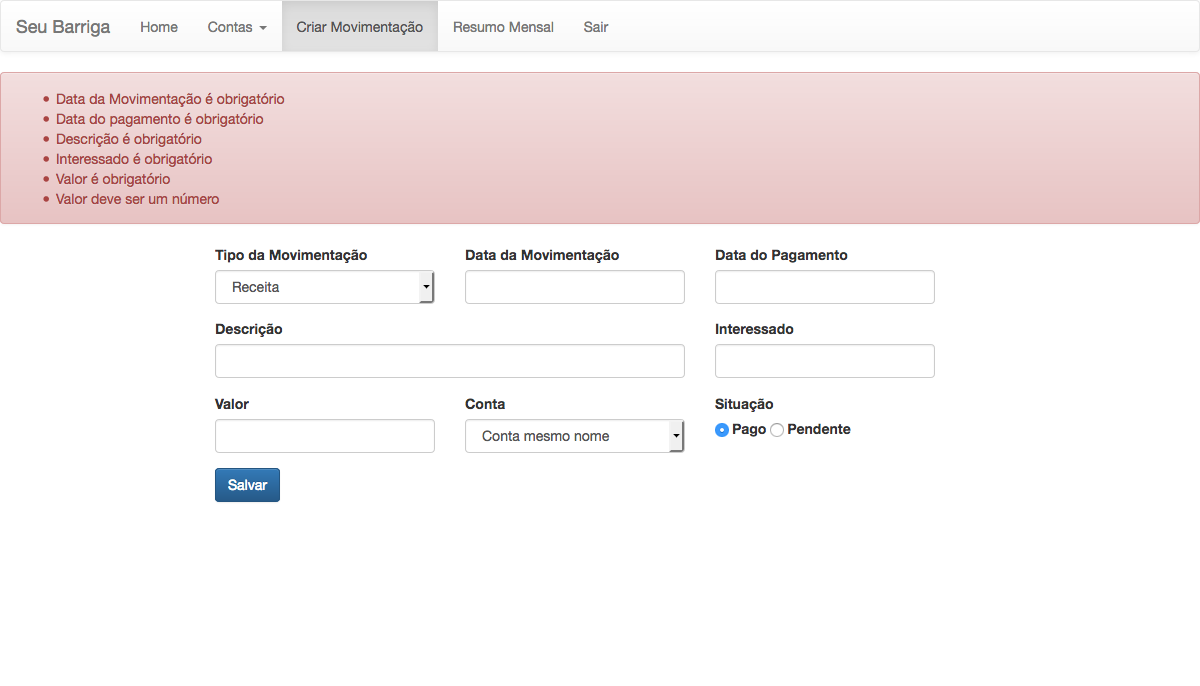 Seu Barriga Home Contas Criar Movimentação Resumo Mensal Sair
Data da Movimentação é obrigatório
Data do pagamento é obrigatório
Descrição é obrigatório
Interessado é obrigatório
Valor é obrigatório
Valor deve ser um número
Tipo da Movimentação Data da Movimentação Data do Pagamento
Receita
Descrição Interessado
Valor Conta Situação
Conta mesmo nome Pago Pendente
Salvar